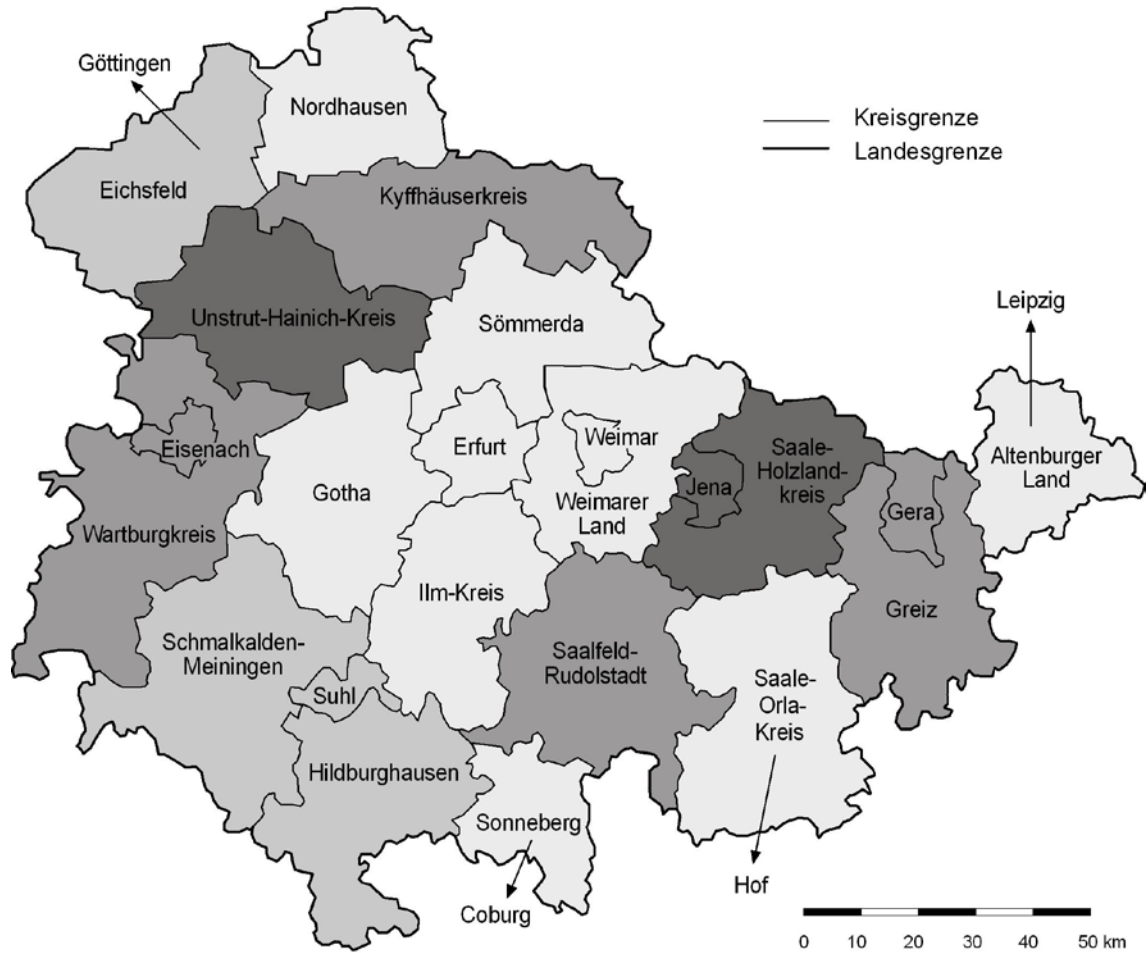 Göttingen
Nordhausen
Kreisgrenze
Landesgrenze
Eichsfeld
Kyffhäuserkreis
Leipzig
Unstrut-Hainich-Kreis
Sömmerda
Eisenach
Erfurt
Weimar
Saale-
Holzland-
kreis
Altenburger
Land
Gotha
Jena
Weimarer
Land
Gera
Wartburgkreis
Ilm-Kreis
Greiz
Schmalkalden-
Meiningen
Saalfeld-
Rudolstadt
Suhl
Saale-
Orla-
Kreis
Hildburghausen
Sonneberg
Hof
Coburg
0 10 20 30 40 50 km